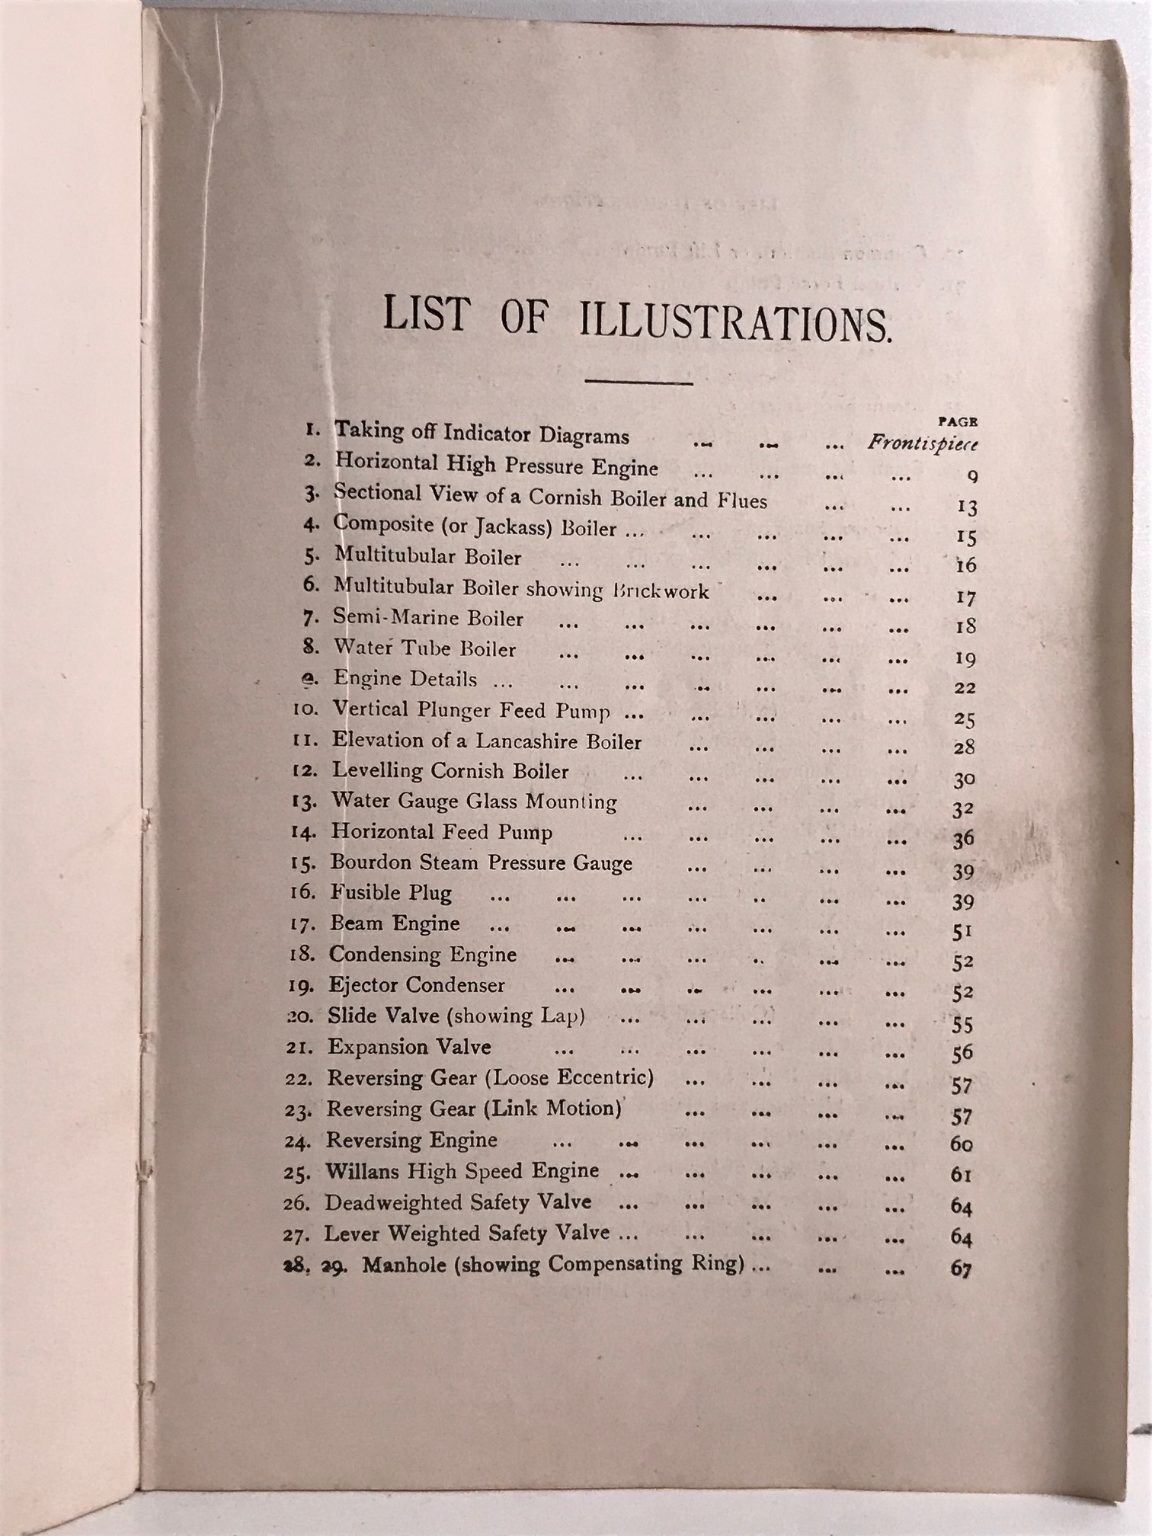 LIST OF ILLUSTRATIONS.
PAGE
1. Taking off Indicator Diagrams ... ... ... Frontispiece
2. Horizontal High Pressure Engine ... ... ... ... 9
3. Sectional View of a Cornish Boiler and Flues ... ... 13
4. Composite (or Jackass) Boiler ... ... ... ... ... 15
5. Multitubular Boiler ... ... ... ... ... ... 16
6. Multitubular Boiler showing Brickwork ... ... ... 17
7. Semi-Marine Boiler ... ... ... ... ... ... 18
8. Water Tube Boiler ... ... ... ... ... ... 19
9. Engine Details ... ... ... ... ... ... ... 22
10. Vertical Plunger Feed Pump ... ... ... ... ... 25
11. Elevation of a Lancashire Boiler ... ... ... ... 28
12. Levelling Cornish Boiler ... ... ... ... ... 30
13. Water Gauge Glass Mounting ... ... ... ... 32
14. Horizontal Feed Pump ... ... ... ... ... 36
15. Bourdon Steam Pressure Gauge ... ... ... ... 39
16. Fusible Plug ... ... ... ... ... ... ... 39
17. Beam Engine ... ... ... ... ... ... ... 51
18. Condensing Engine ... ... ... ... ... ... 52
19. Ejector Condenser ... ... ... ... ... ... 52
20. Slide Valve (showing Lap) ... ... ... ... ... 55
21. Expansion Valve ... ... ... ... ... ... 56
22. Reversing Gear (Loose Eccentric) ... ... ... ... 57
23. Reversing Gear (Link Motion) ... ... ... ... 57
24. Reversing Engine ... ... ... ... ... ... 60
25. Willans High Speed Engine ... ... ... ... ... 61
26. Deadweighted Safety Valve ... ... ... ... ... 64
27. Lever Weighted Safety Valve ... ... ... ... ... 64
28, 29. Manhole (showing Compensating Ring) ... ... ... 67